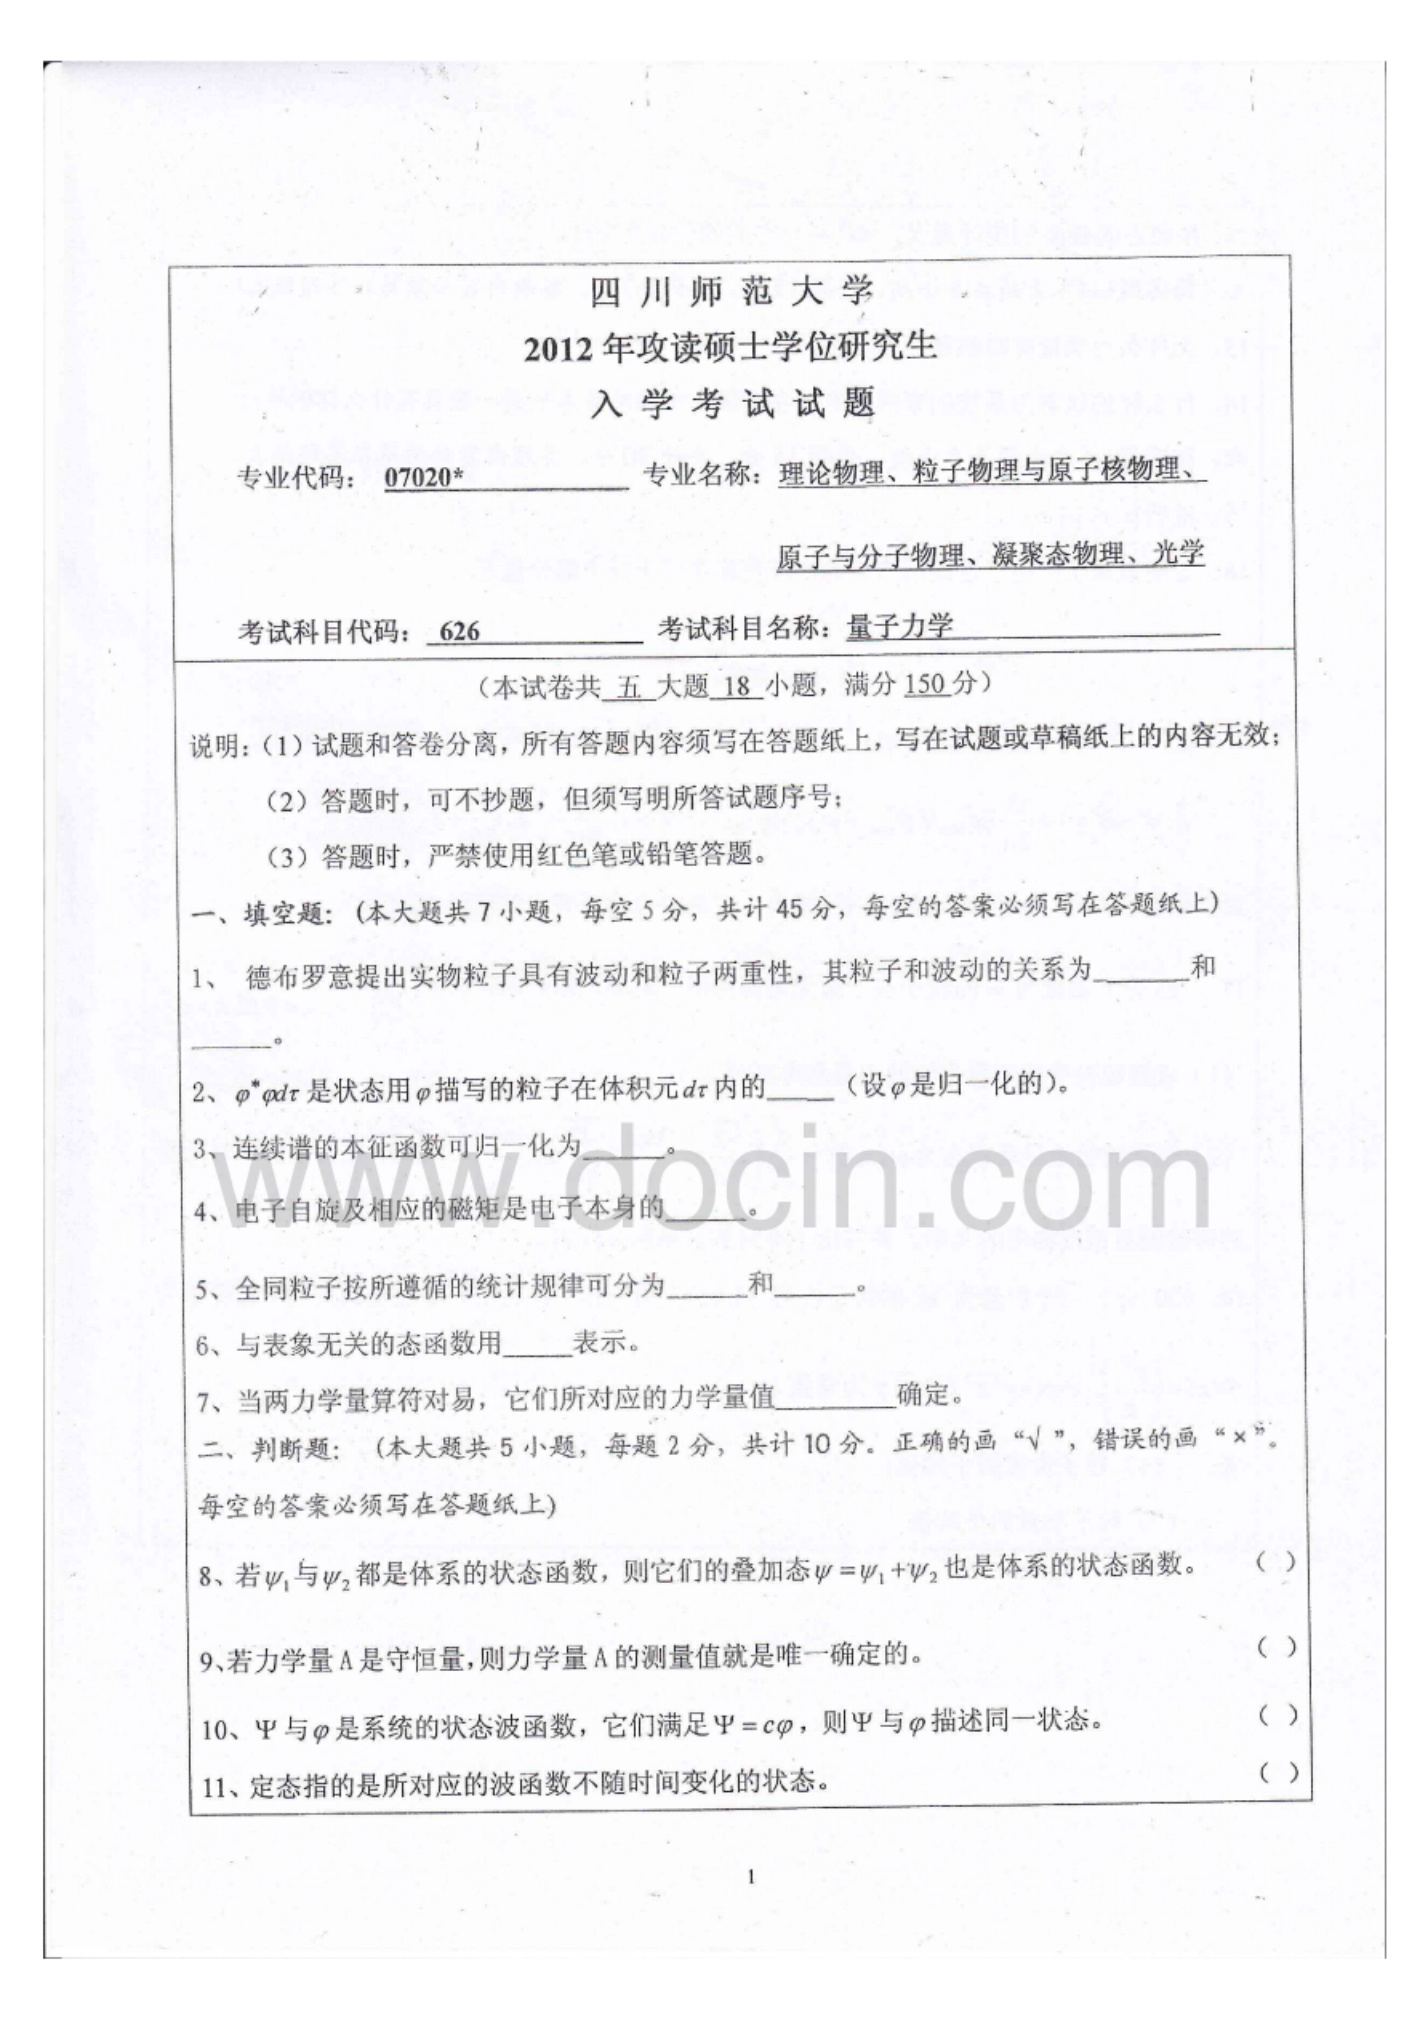 四川师范大学
2012年攻读硕士学位研究生
入学考试试题
专业代码: 07020* 专业名称: 理论物理、粒子物理与原子核物理、
原子与分子物理、凝聚态物理、光学
考试科目代码: 626 考试科目名称: 量子力学
（本试卷共 五 大题 18 小题，满分 150 分）
说明:（1）试题和答卷分离，所有答题内容须写在答题纸上，写在试题或草稿纸上的内容无效；
（2）答题时，可不抄题，但须写明所答试题序号；
（3）答题时，严禁使用红色笔或铅笔答题。
一、填空题:（本大题共 7 小题，每空 5 分，共计 45 分，每空的答案必须写在答题纸上）
1、 德布罗意提出实物粒子具有波动和粒子两重性，其粒子和波动的关系为______和
______。
2、φ*φdτ 是状态用φ描写的粒子在体积元dτ 内的_____（设φ是归一化的）。
3、连续谱的本征函数可归一化为______。
www.docin.com
4、电子自旋及相应的磁矩是电子本身的______。
5、全同粒子按所遵循的统计规律可分为______和______。
6、与表象无关的态函数用_____表示。
7、当两力学量算符对易，它们所对应的力学量值_________确定。
二、判断题:（本大题共 5 小题，每题 2 分，共计 10 分。正确的画 “√”，错误的画 “×”。
每空的答案必须写在答题纸上)
8、若ψ₁与ψ₂都是体系的状态函数，则它们的叠加态ψ=ψ₁+ψ₂也是体系的状态函数。 （ ）
9、若力学量 A 是守恒量,则力学量 A 的测量值就是唯一确定的。 （ ）
10、Ψ与φ是系统的状态波函数，它们满足Ψ=cφ，则Ψ与φ描述同一状态。 （ ）
11、定态指的是所对应的波函数不随时间变化的状态。 （ ）
1